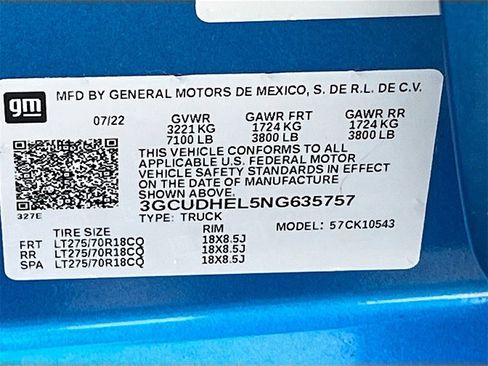 gm
MFD BY GENERAL MOTORS DE MEXICO, S. DE R.L. DE C.V.
07/22 GVWR GAWR FRT GAWR RR
3221 KG 1724 KG 1724 KG
7100 LB 3800 LB 3800 LB
THIS VEHICLE CONFORMS TO ALL
APPLICABLE U.S. FEDERAL MOTOR
VEHICLE SAFETY STANDARDS IN EFFECT
ON THE DATE OF MANUFACTURE
SHOWN ABOVE.
3GCUDHEL5NG635757
327E TYPE: TRUCK MODEL: 57CK10543
TIRE SIZE RIM
FRT LT275/70R18CQ 18X8.5J
RR LT275/70R18CQ 18X8.5J
SPA LT275/70R18CQ 18X8.5J